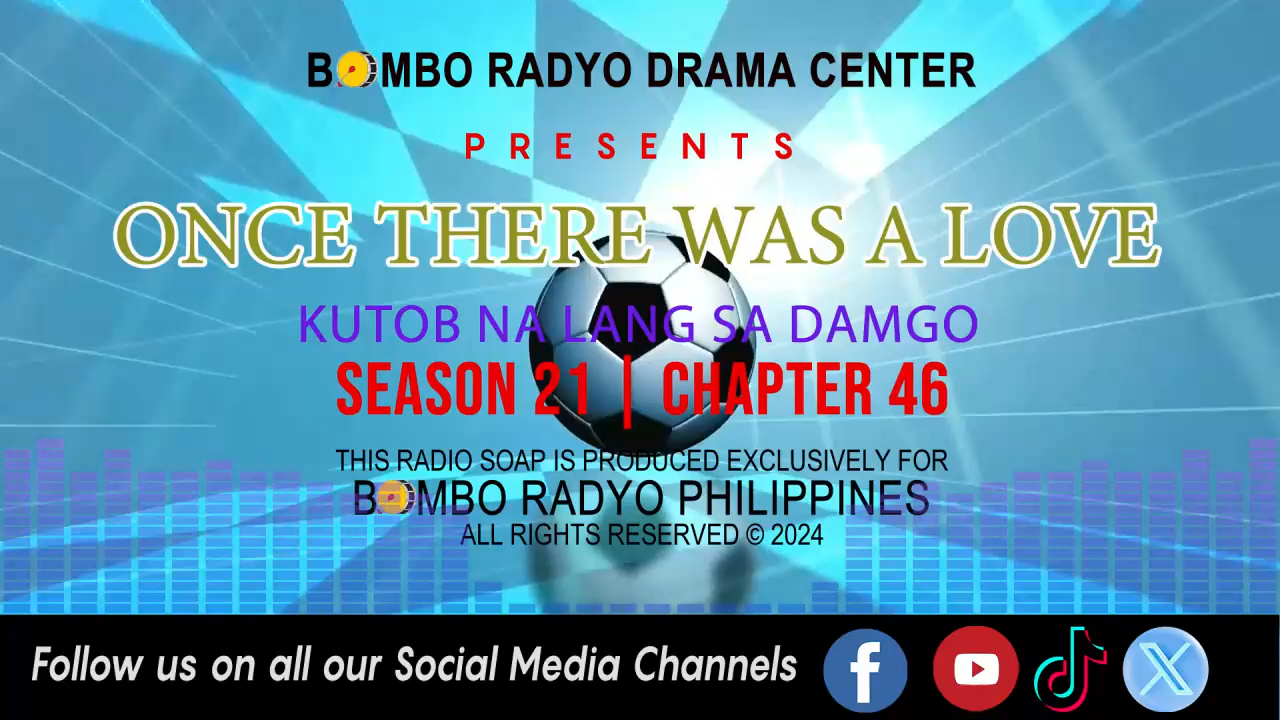 BOMBO RADYO DRAMA CENTER
PRESENTS
ONCE THERE WAS A LOVE
KUTOB NA LANG SA DAMGO
SEASON 21 | CHAPTER 46
THIS RADIO SOAP IS PRODUCED EXCLUSIVELY FOR
BOMBO RADYO PHILIPPINES
ALL RIGHTS RESERVED © 2024
Follow us on all our Social Media Channels